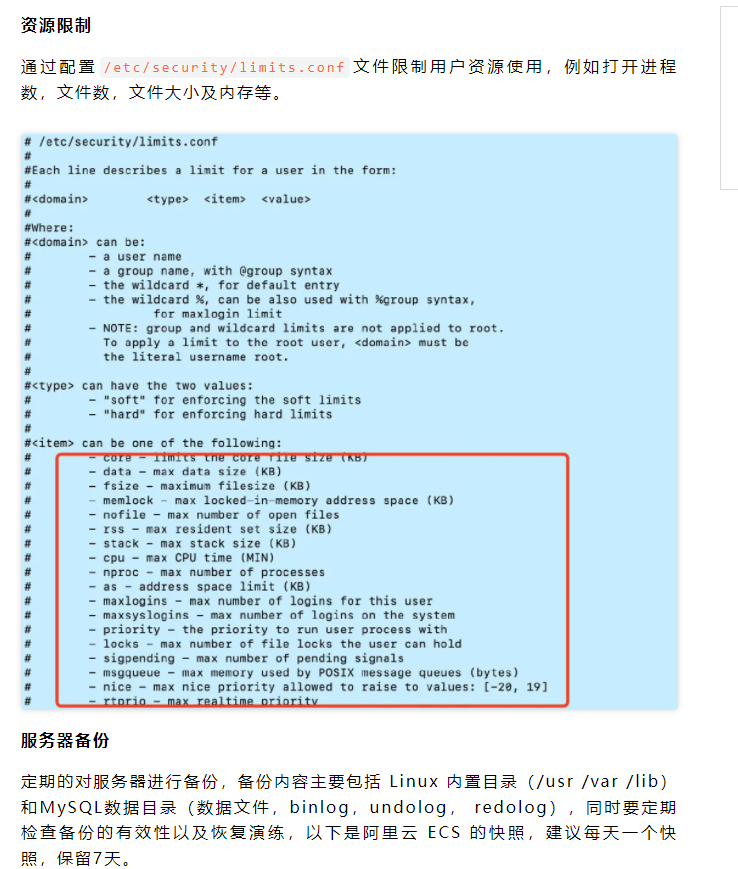 资源限制
通过配置 /etc/security/limits.conf 文件限制用户资源使用，例如打开进程
数，文件数，文件大小及内存等。
# /etc/security/limits.conf
#
#Each line describes a limit for a user in the form:
#
#<domain>        <type>  <item>  <value>
#
#Where:
#<domain> can be:
#        - a user name
#        - a group name, with @group syntax
#        - the wildcard *, for default entry
#        - the wildcard %, can be also used with %group syntax,
#                 for maxlogin limit
#        - NOTE: group and wildcard limits are not applied to root.
#          To apply a limit to the root user, <domain> must be
#          the literal username root.
#
#<type> can have the two values:
#        - "soft" for enforcing the soft limits
#        - "hard" for enforcing hard limits
#
#<item> can be one of the following:
#        - core - limits the core file size (KB)
#        - data - max data size (KB)
#        - fsize - maximum filesize (KB)
#        - memlock - max locked-in-memory address space (KB)
#        - nofile - max number of open files
#        - rss - max resident set size (KB)
#        - stack - max stack size (KB)
#        - cpu - max CPU time (MIN)
#        - nproc - max number of processes
#        - as - address space limit (KB)
#        - maxlogins - max number of logins for this user
#        - maxsyslogins - max number of logins on the system
#        - priority - the priority to run user process with
#        - locks - max number of file locks the user can hold
#        - sigpending - max number of pending signals
#        - msgqueue - max memory used by POSIX message queues (bytes)
#        - nice - max nice priority allowed to raise to values: [-20, 19]
#        - rtprio - max realtime priority
服务器备份
定期的对服务器进行备份，备份内容主要包括 Linux 内置目录（/usr /var /lib）
和MySQL数据目录（数据文件，binlog，undolog， redolog），同时要定期
检查备份的有效性以及恢复演练，以下是阿里云 ECS 的快照，建议每天一个快
照，保留7天。